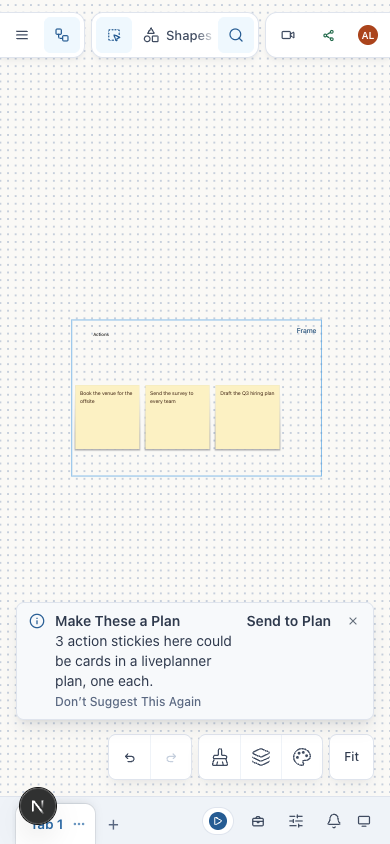 Shapes
AL
Frame
Actions
Book the venue for the
offsite
Send the survey to
every team
Draft the Q3 hiring plan
Make These a Plan
Send to Plan
3 action stickies here could
be cards in a liveplanner
plan, one each.
Don't Suggest This Again
Fit
N
Tab 1